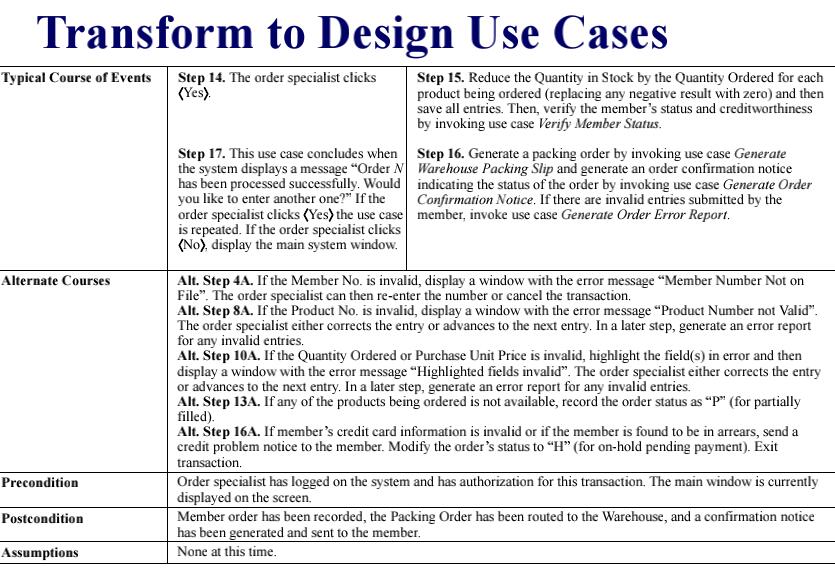 Transform to Design Use Cases
Typical Course of Events
Step 14. The order specialist clicks
⟨Yes⟩.
Step 15. Reduce the Quantity in Stock by the Quantity Ordered for each
product being ordered (replacing any negative result with zero) and then
save all entries. Then, verify the member's status and creditworthiness
by invoking use case Verify Member Status.
Step 17. This use case concludes when
the system displays a message “Order N
has been processed successfully. Would
you like to enter another one?” If the
order specialist clicks ⟨Yes⟩ the use case
is repeated. If the order specialist clicks
⟨No⟩, display the main system window.
Step 16. Generate a packing order by invoking use case Generate
Warehouse Packing Slip and generate an order confirmation notice
indicating the status of the order by invoking use case Generate Order
Confirmation Notice. If there are invalid entries submitted by the
member, invoke use case Generate Order Error Report.
Alternate Courses
Alt. Step 4A. If the Member No. is invalid, display a window with the error message “Member Number Not on
File”. The order specialist can then re-enter the number or cancel the transaction.
Alt. Step 8A. If the Product No. is invalid, display a window with the error message “Product Number not Valid”.
The order specialist either corrects the entry or advances to the next entry. In a later step, generate an error report
for any invalid entries.
Alt. Step 10A. If the Quantity Ordered or Purchase Unit Price is invalid, highlight the field(s) in error and then
display a window with the error message “Highlighted fields invalid”. The order specialist either corrects the entry
or advances to the next entry. In a later step, generate an error report for any invalid entries.
Alt. Step 13A. If any of the products being ordered is not available, record the order status as “P” (for partially
filled).
Alt. Step 16A. If member's credit card information is invalid or if the member is found to be in arrears, send a
credit problem notice to the member. Modify the order's status to “H” (for on-hold pending payment). Exit
transaction.
Precondition
Order specialist has logged on the system and has authorization for this transaction. The main window is currently
displayed on the screen.
Postcondition
Member order has been recorded, the Packing Order has been routed to the Warehouse, and a confirmation notice
has been generated and sent to the member.
Assumptions
None at this time.